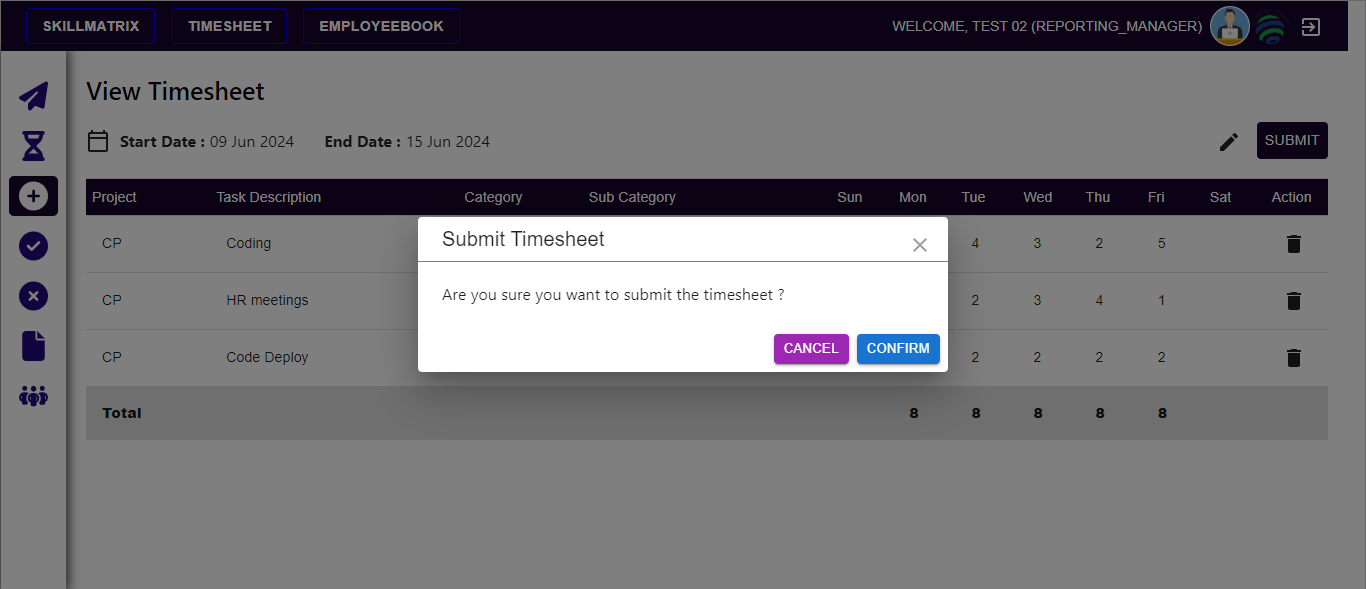 SKILLMATRIX TIMESHEET EMPLOYEEBOOK WELCOME, TEST 02 (REPORTING_MANAGER)
View Timesheet
Start Date : 09 Jun 2024 End Date : 15 Jun 2024 SUBMIT
Project Task Description Category Sub Category Sun Mon Tue Wed Thu Fri Sat Action
Submit Timesheet
CP Coding 4 3 2 5
Are you sure you want to submit the timesheet ?
CP HR meetings 2 3 4 1
CANCEL CONFIRM
CP Code Deploy 2 2 2 2
Total 8 8 8 8 8